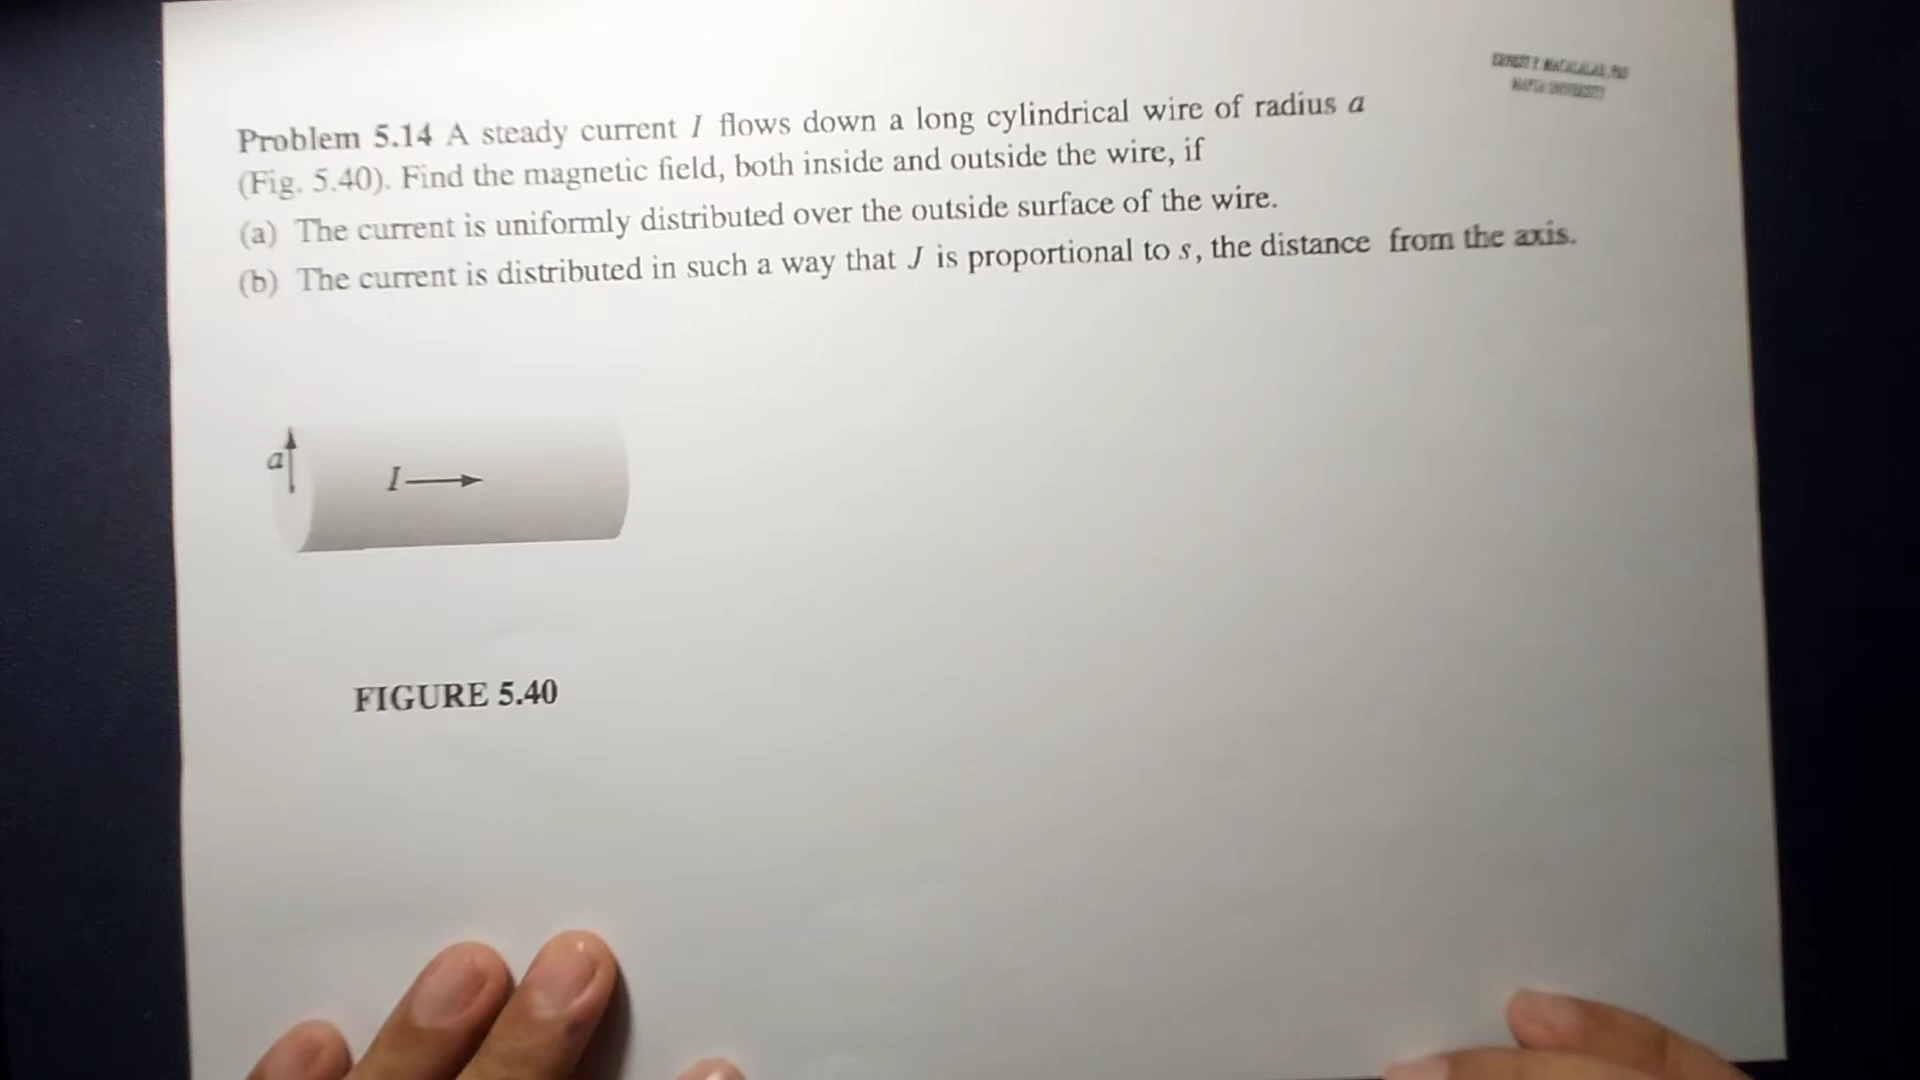 Problem 5.14 A steady current I flows down a long cylindrical wire of radius a
(Fig. 5.40). Find the magnetic field, both inside and outside the wire, if
(a) The current is uniformly distributed over the outside surface of the wire.
(b) The current is distributed in such a way that J is proportional to s, the distance from the axis.
a
I
FIGURE 5.40